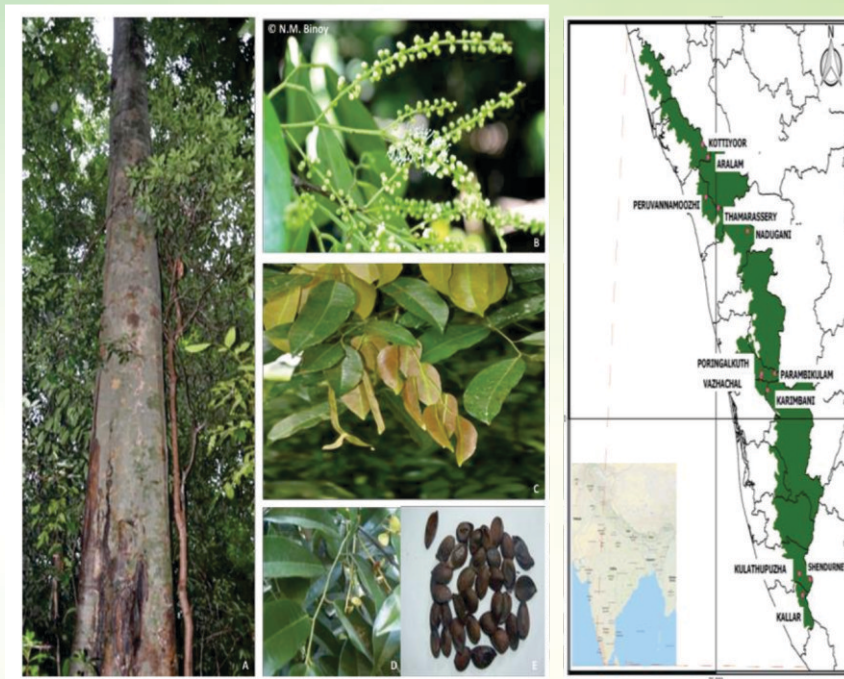 © N.M. Binoy
A
B
C
D
E
N
KOTTIYOOR
ARALAM
PERUVANNAMOOZHI
THAMARASSERY
NADUGANI
PORINGALKUTH
PARAMBIKULAM
VAZHACHAL
KARIMBANI
KULATHUPUZHA
SHENDURNE
KALLAR